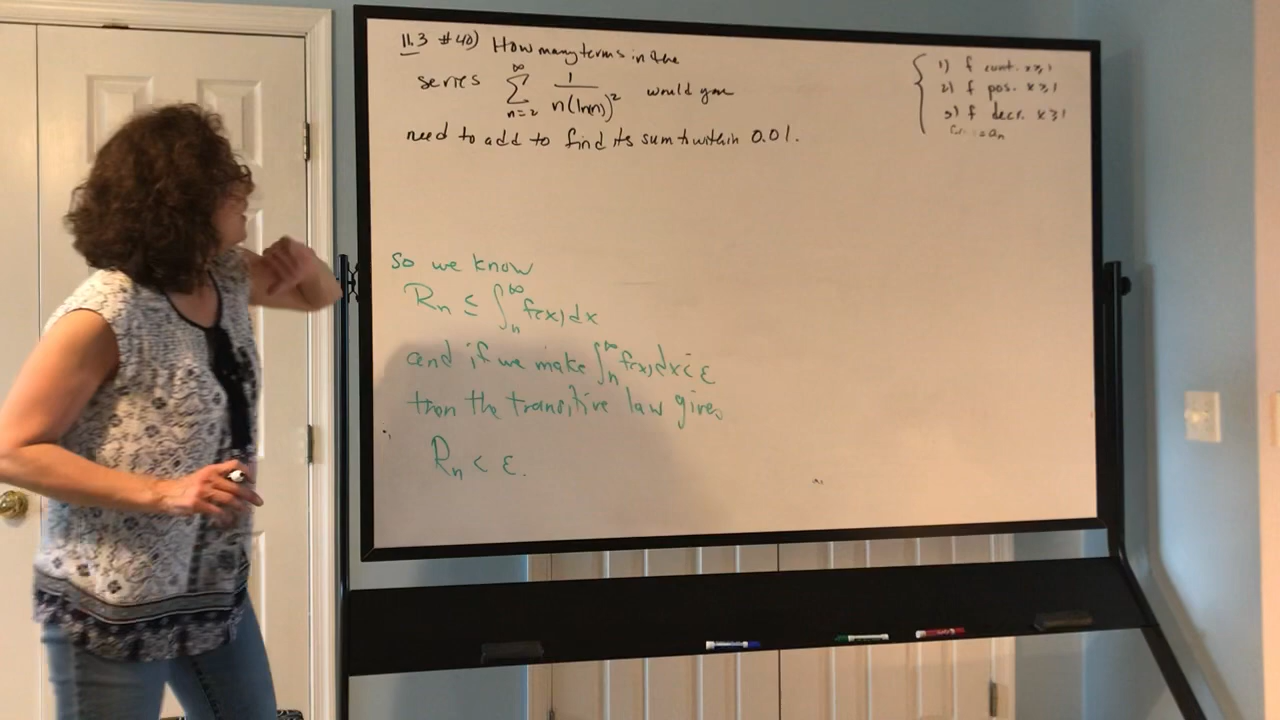 11.3 #40) How many terms in the
series ∑_{n=2}^{∞} 1/(n(ln(n))^2) would you
need to add to find its sum to within 0.01.
1) f cont. x≥1
2) f pos. x≥1
3) f decr. x≥1
= a_n
So we know
R_n ≤ ∫_n^∞ f(x)dx
and if we make ∫_n^∞ f(x)dx < ε
then the transitive law gives
R_n < ε.